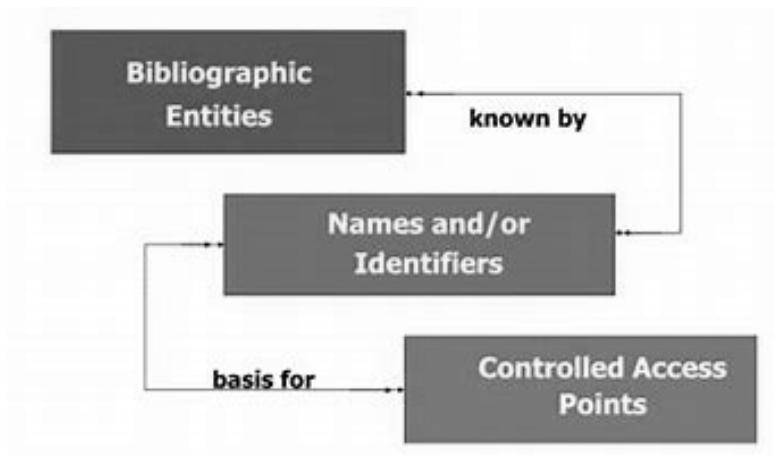 Bibliographic
Entities
known by
Names and/or
Identifiers
basis for
Controlled Access
Points